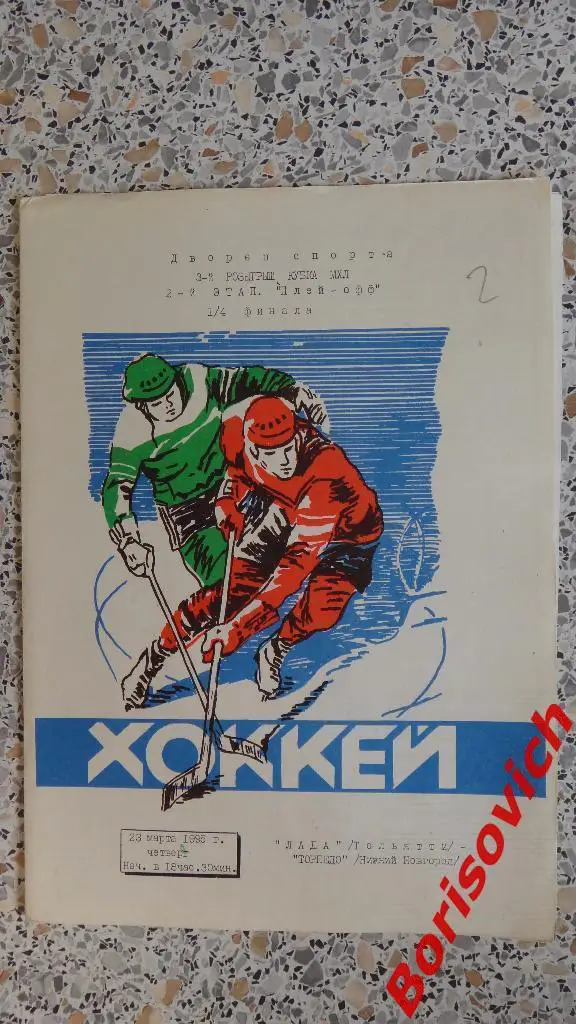 Дворец спорта
3-й РОЗЫГРЫШ КУБКА МХЛ
2-й ЭТАП. "Плей-офф"
1/4 финала
2
ХОККЕЙ
23 марта 1995 г.
четверг
Нач. в 18час.30мин.
"ЛАДА" /Тольятти/-
"ТОРПЕДО" /Нижний Новгород/
Borisovich